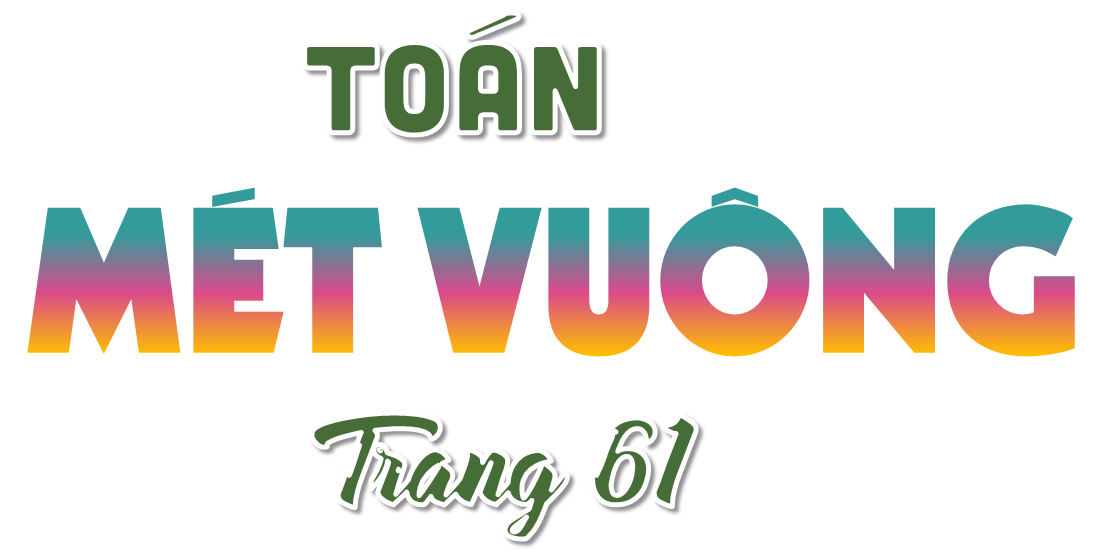 TOÁN
MÉT VUÔNG
Trang 61